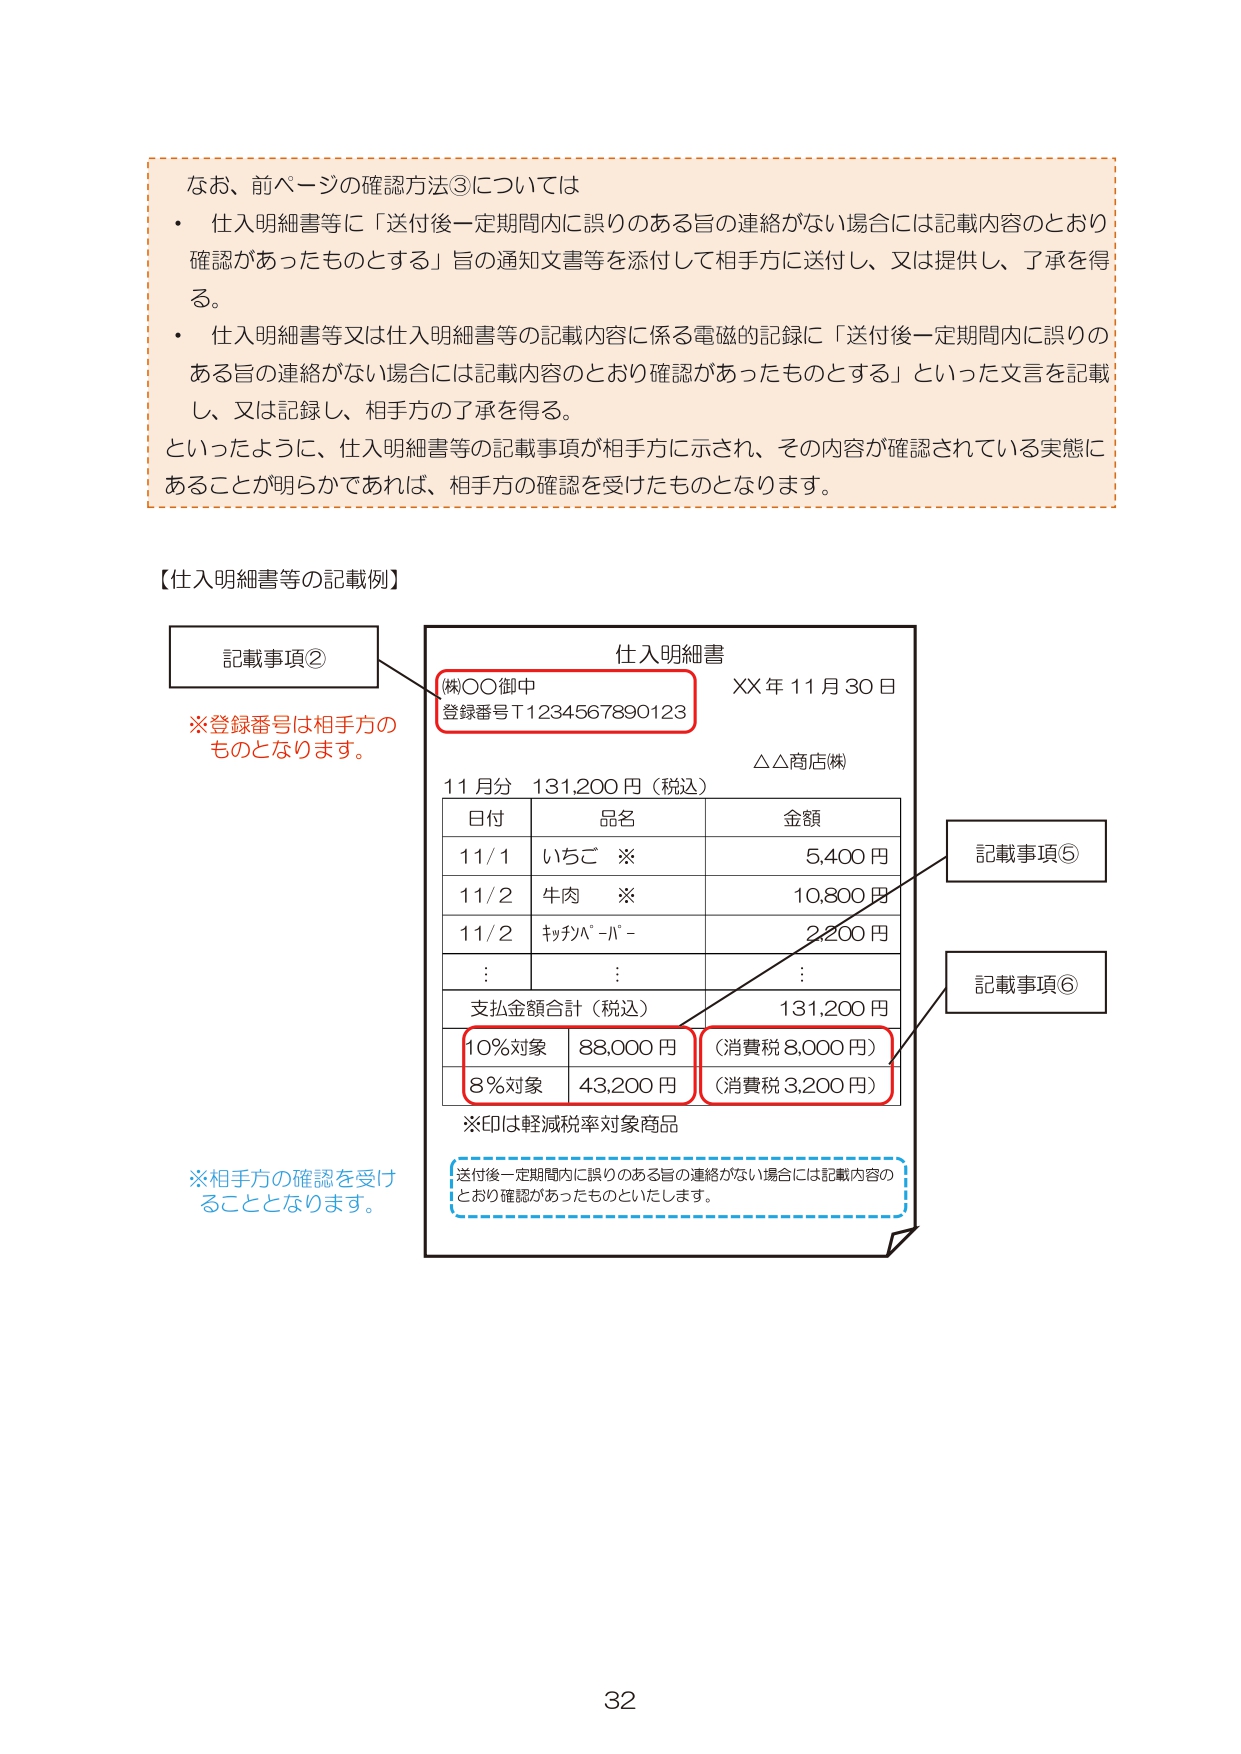 なお、前ページの確認方法③については
・　仕入明細書等に「送付後一定期間内に誤りのある旨の連絡がない場合には記載内容のとおり
確認があったものとする」旨の通知文書等を添付して相手方に送付し、又は提供し、了承を得
る。
・　仕入明細書等又は仕入明細書等の記載内容に係る電磁的記録に「送付後一定期間内に誤りの
ある旨の連絡がない場合には記載内容のとおり確認があったものとする」といった文言を記載
し、又は記録し、相手方の了承を得る。
といったように、仕入明細書等の記載事項が相手方に示され、その内容が確認されている実態に
あることが明らかであれば、相手方の確認を受けたものとなります。
【仕入明細書等の記載例】
記載事項②
※登録番号は相手方の
ものとなります。
仕入明細書
㈱〇〇御中
XX年11月30日
登録番号T1234567890123
△△商店㈱
11月分　131,200円（税込）
日付　品名　金額
11/1　いちご　※　5,400円
11/2　牛肉　※　10,800円
11/2　ｷｯﾁﾝﾍﾟｰﾊﾟｰ　2,200円
：　：　：
支払金額合計（税込）　131,200円
10％対象　88,000円　（消費税8,000円）
8％対象　43,200円　（消費税3,200円）
※印は軽減税率対象商品
記載事項⑤
記載事項⑥
※相手方の確認を受け
ることとなります。
送付後一定期間内に誤りのある旨の連絡がない場合には記載内容の
とおり確認があったものといたします。
32